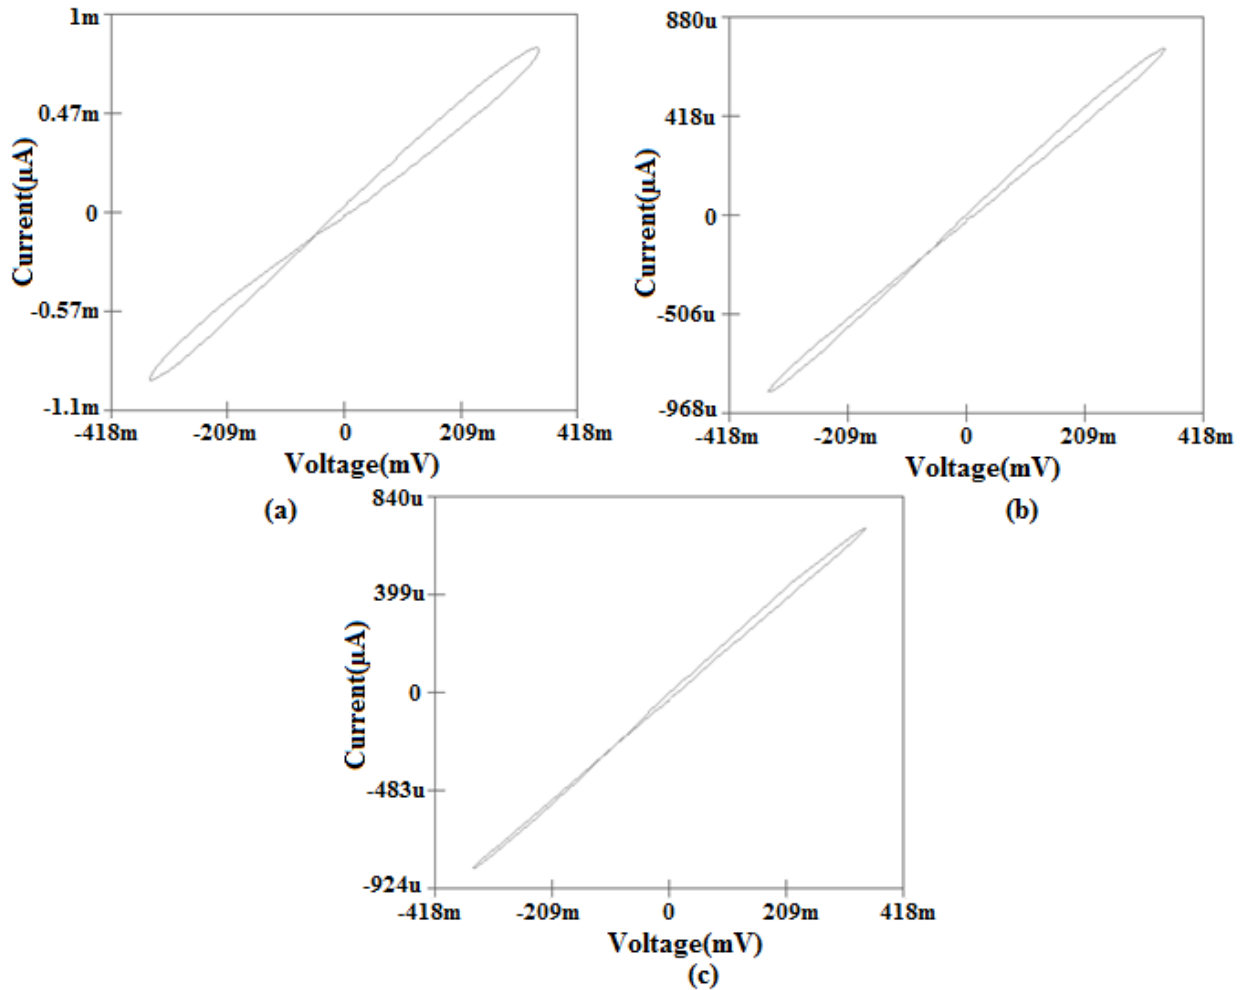 1m
0.47m
0
-0.57m
-1.1m
Current(µA)
-418m -209m 0 209m 418m
Voltage(mV)
(a)
880u
418u
0
-506u
-968u
Current(µA)
-418m -209m 0 209m 418m
Voltage(mV)
(b)
840u
399u
0
-483u
-924u
Current(µA)
-418m -209m 0 209m 418m
Voltage(mV)
(c)